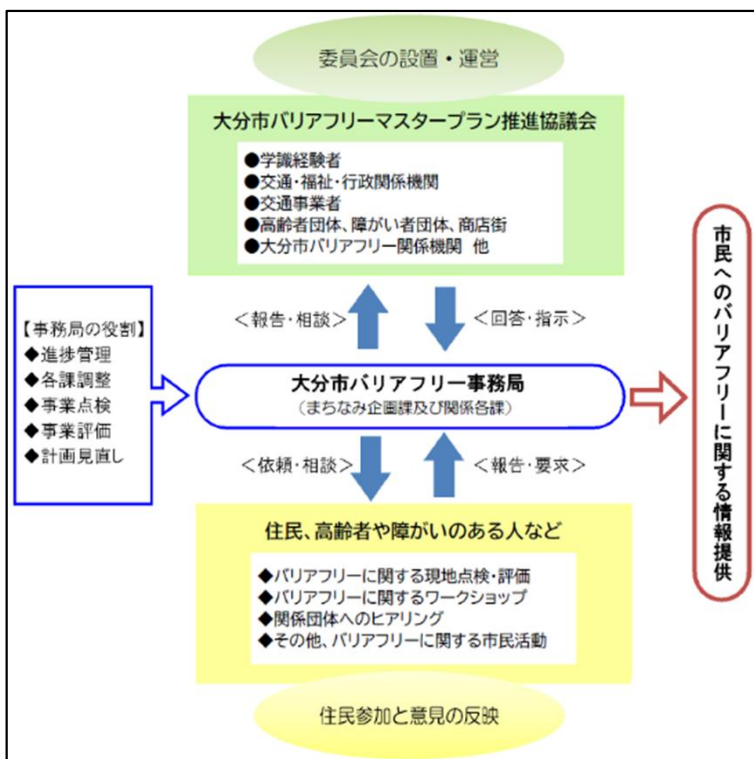 委員会の設置・運営
大分市バリアフリーマスタープラン推進協議会
●学識経験者
●交通・福祉・行政関係機関
●交通事業者
●高齢者団体、障がい者団体、商店街
●大分市バリアフリー関係機関 他
＜報告・相談＞
＜回答・指示＞
【事務局の役割】
◆進捗管理
◆各課調整
◆事業点検
◆事業評価
◆計画見直し
大分市バリアフリー事務局
（まちなみ企画課及び関係各課）
市民へのバリアフリーに関する情報提供
＜依頼・相談＞
＜報告・要求＞
住民、高齢者や障がいのある人など
◆バリアフリーに関する現地点検・評価
◆バリアフリーに関するワークショップ
◆関係団体へのヒアリング
◆その他、バリアフリーに関する市民活動
住民参加と意見の反映